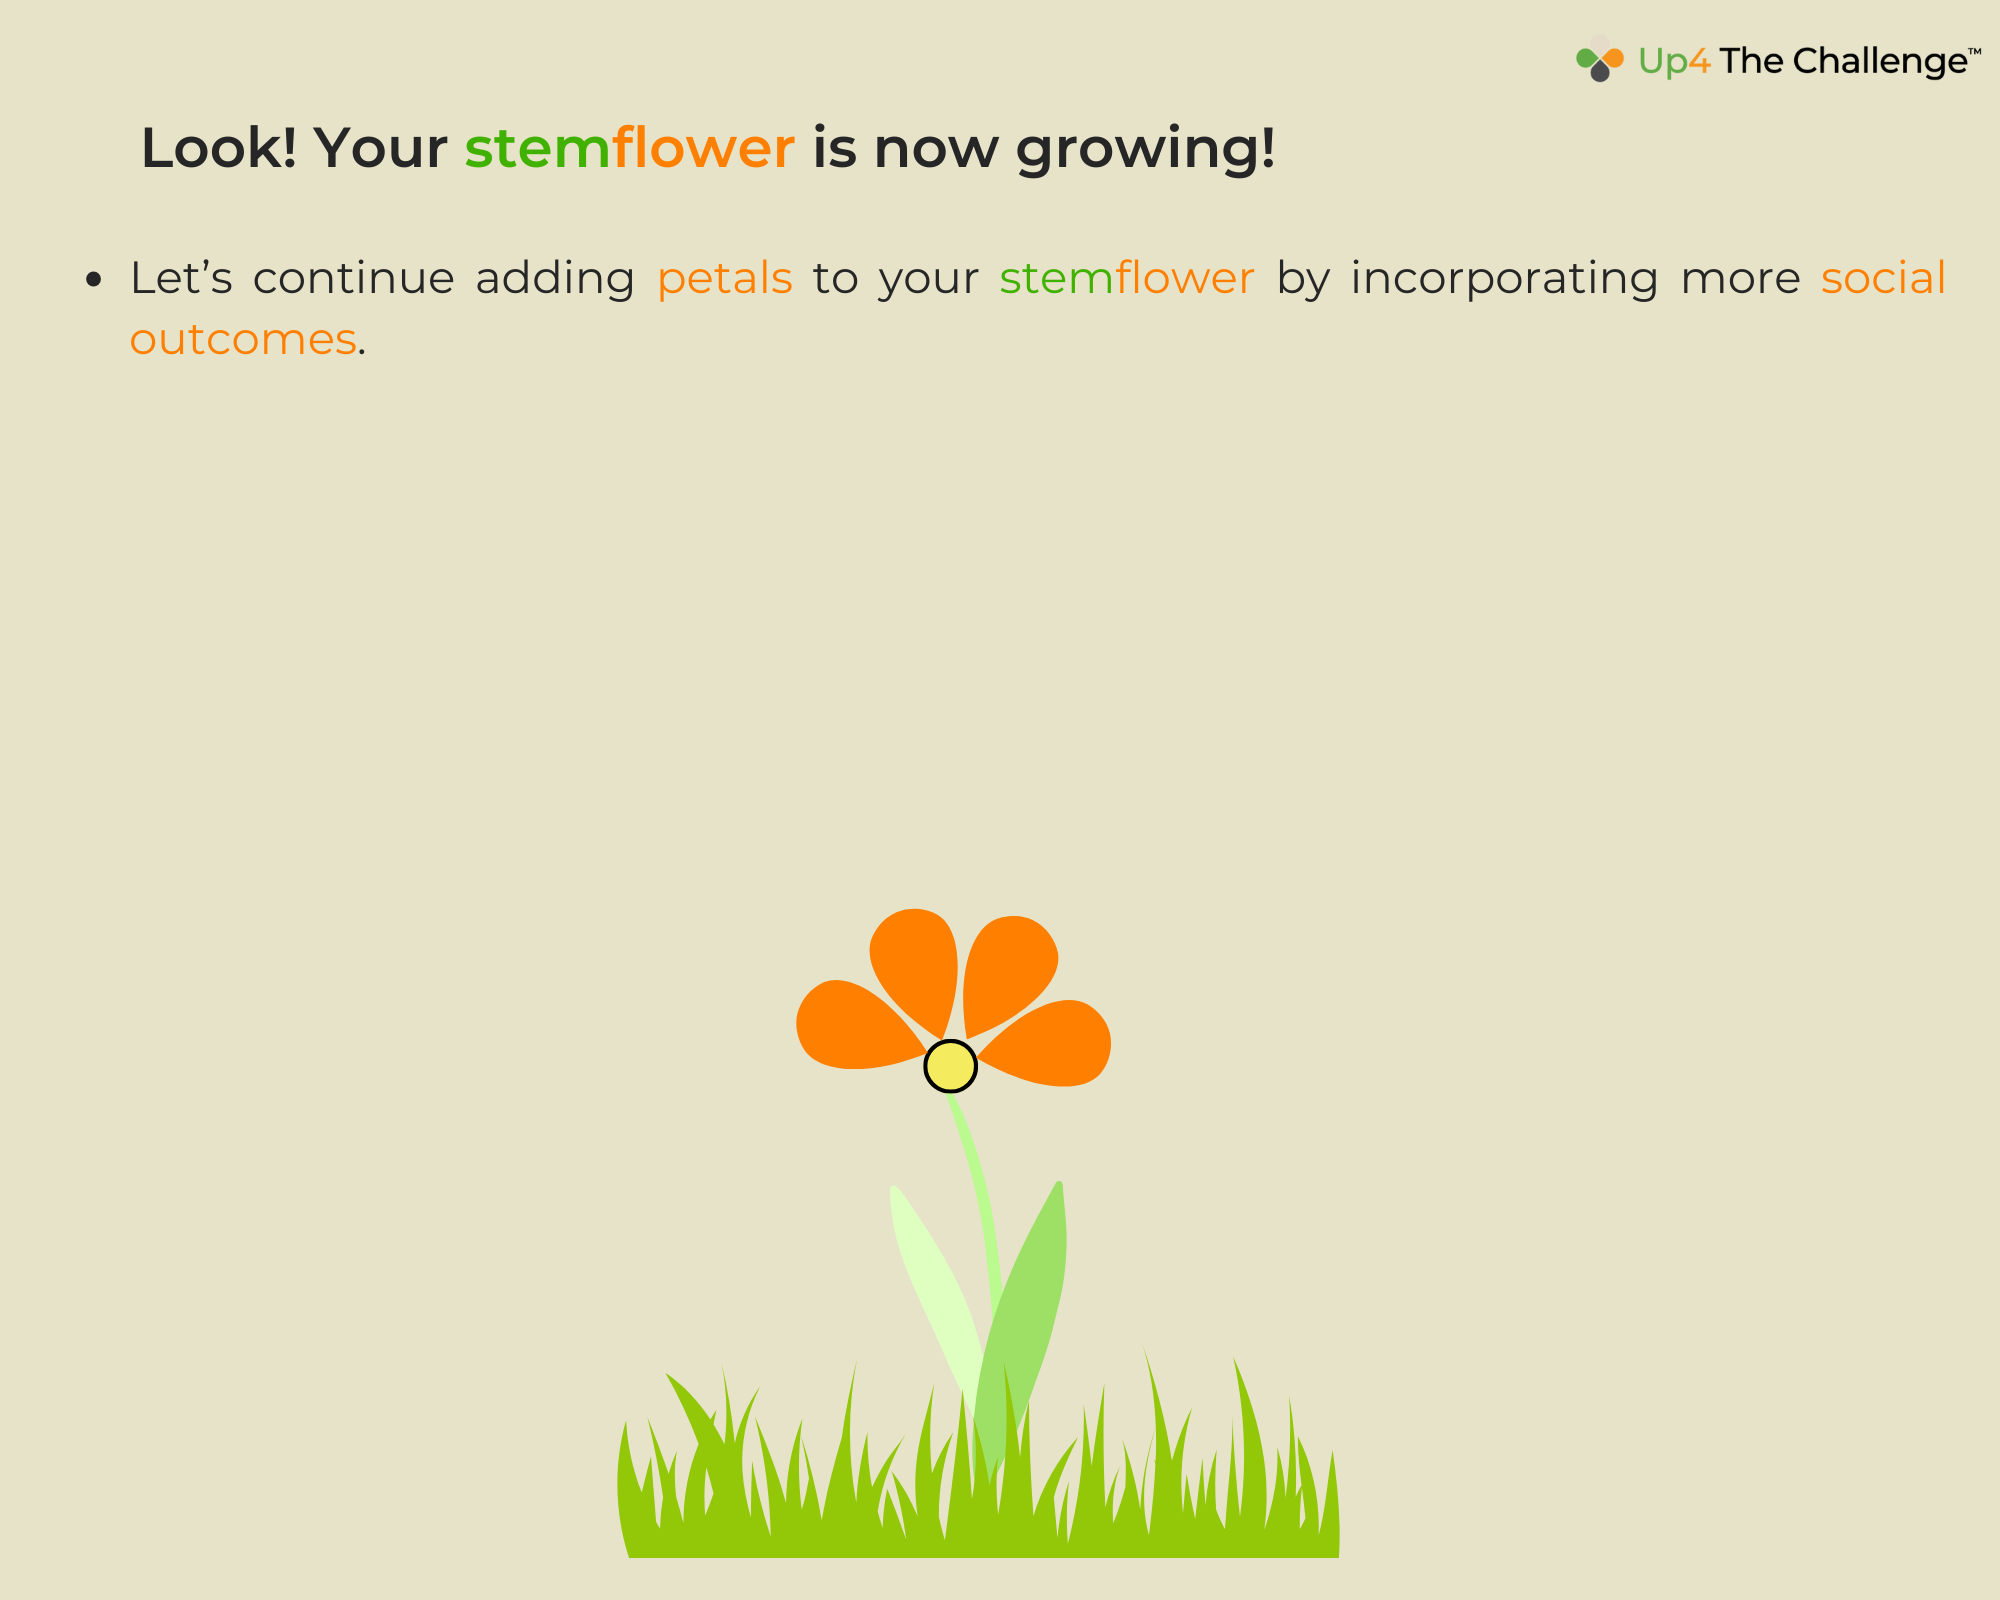 Up4 The Challenge™
Look! Your stemflower is now growing!
• Let’s continue adding petals to your stemflower by incorporating more social
outcomes.